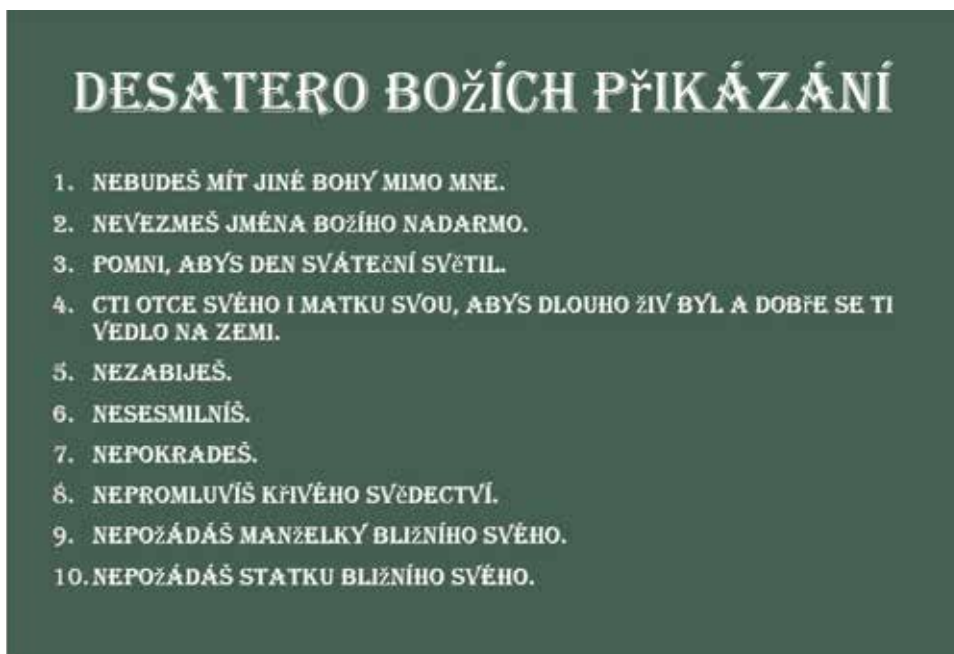 DESATERO BOŽÍCH PŘIKÁZÁNÍ
1. NEBUDEŠ MÍT JINÉ BOHY MIMO MNE.
2. NEVEZMEŠ JMÉNA BOŽÍHO NADARMO.
3. POMNI, ABYS DEN SVÁTEČNÍ SVĚTIL.
4. CTI OTCE SVÉHO I MATKU SVOU, ABYS DLOUHO ŽIV BYL A DOBŘE SE TI
VEDLO NA ZEMI.
5. NEZABIJEŠ.
6. NESESMILNÍŠ.
7. NEPOKRADEŠ.
8. NEPROMLUVÍŠ KŘIVÉHO SVĚDECTVÍ.
9. NEPOŽÁDÁŠ MANŽELKY BLIŽNÍHO SVÉHO.
10. NEPOŽÁDÁŠ STATKU BLIŽNÍHO SVÉHO.